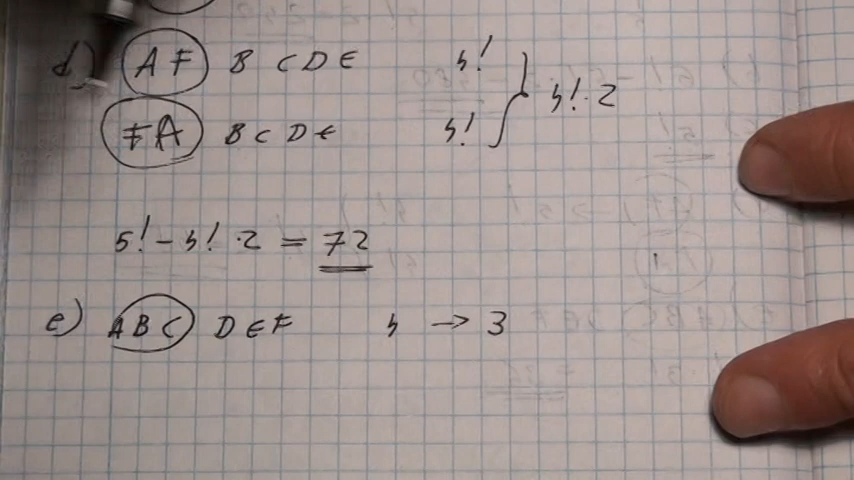 d) AF B C D E 4!
FA B C D E 4! } 4! · 2
5! - 4! · 2 = 72
e) ABC D E F 4 -> 3